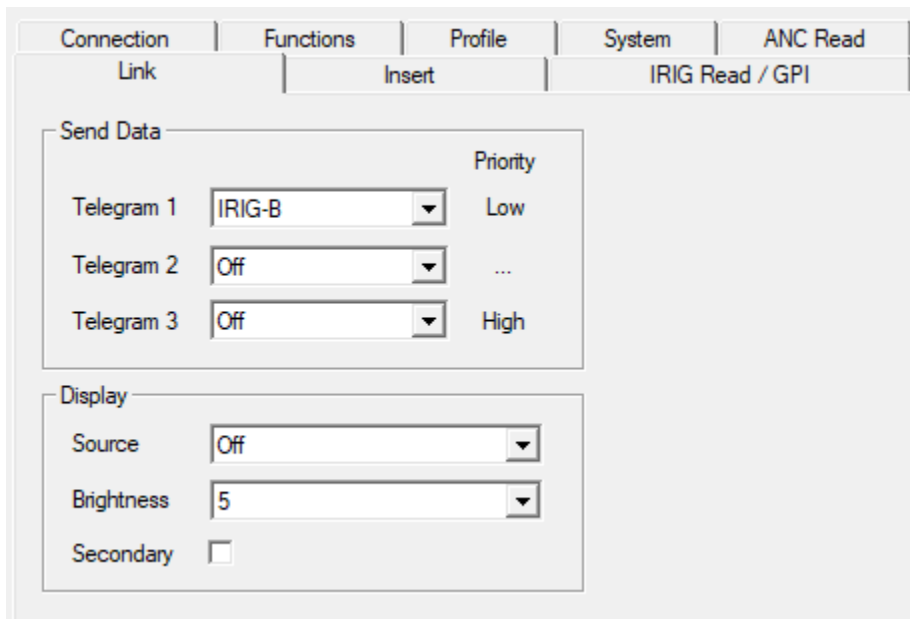 Connection Functions Profile System ANC Read
Link Insert IRIG Read / GPI
Send Data
Priority
Telegram 1 IRIG-B Low
Telegram 2 Off ...
Telegram 3 Off High
Display
Source Off
Brightness 5
Secondary